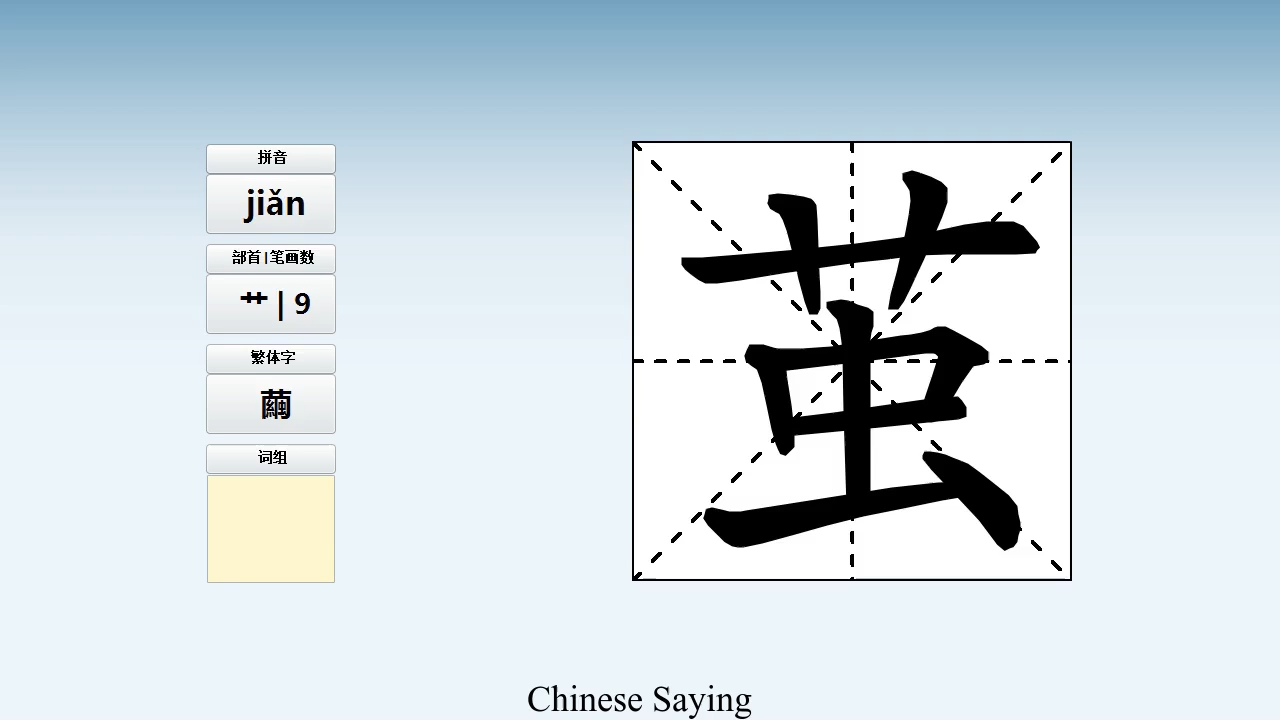 拼音
jiǎn
部首|笔画数
艹 | 9
繁体字
繭
词组
茧
Chinese Saying